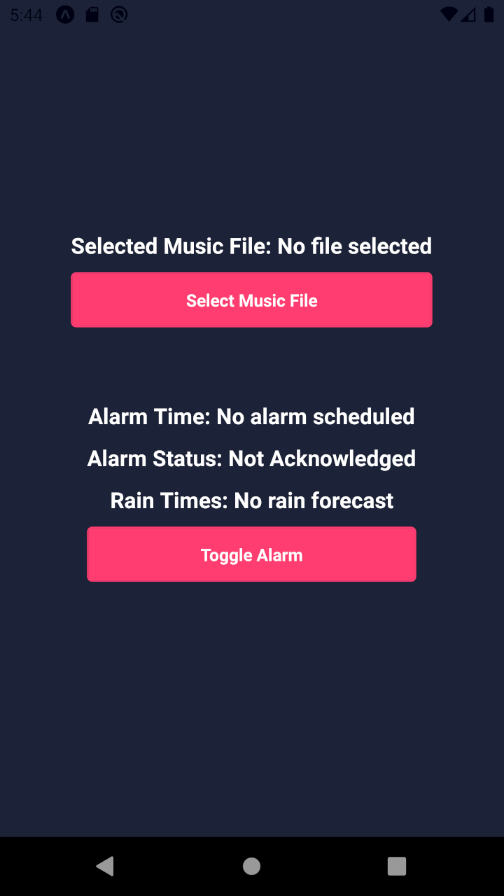 5:44
Selected Music File: No file selected
Select Music File
Alarm Time: No alarm scheduled
Alarm Status: Not Acknowledged
Rain Times: No rain forecast
Toggle Alarm